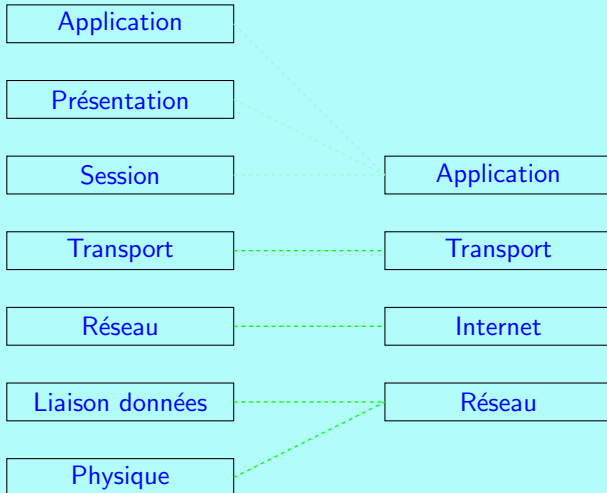 Application
Présentation
Session
Transport
Réseau
Liaison données
Physique
Application
Transport
Internet
Réseau